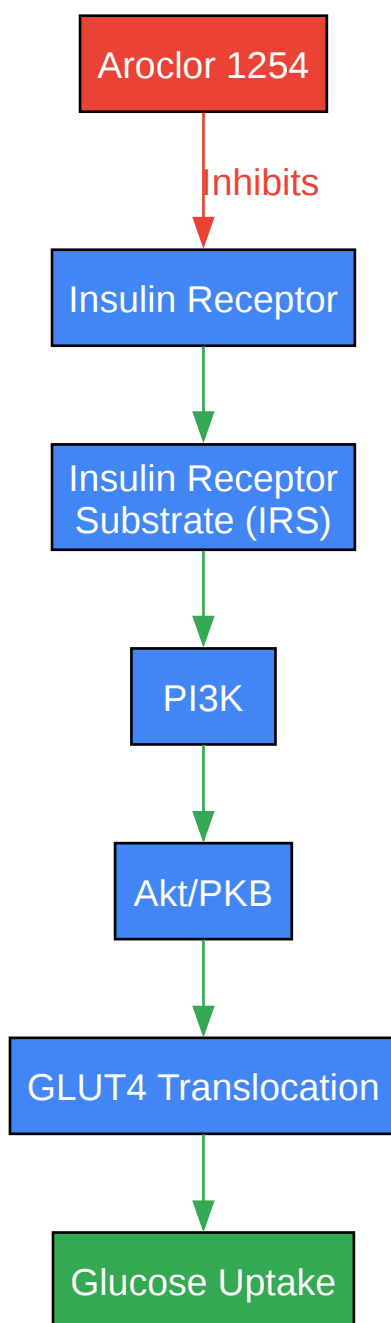 Aroclor 1254
Inhibits
Insulin Receptor
Insulin Receptor
Substrate (IRS)
PI3K
Akt/PKB
GLUT4 Translocation
Glucose Uptake